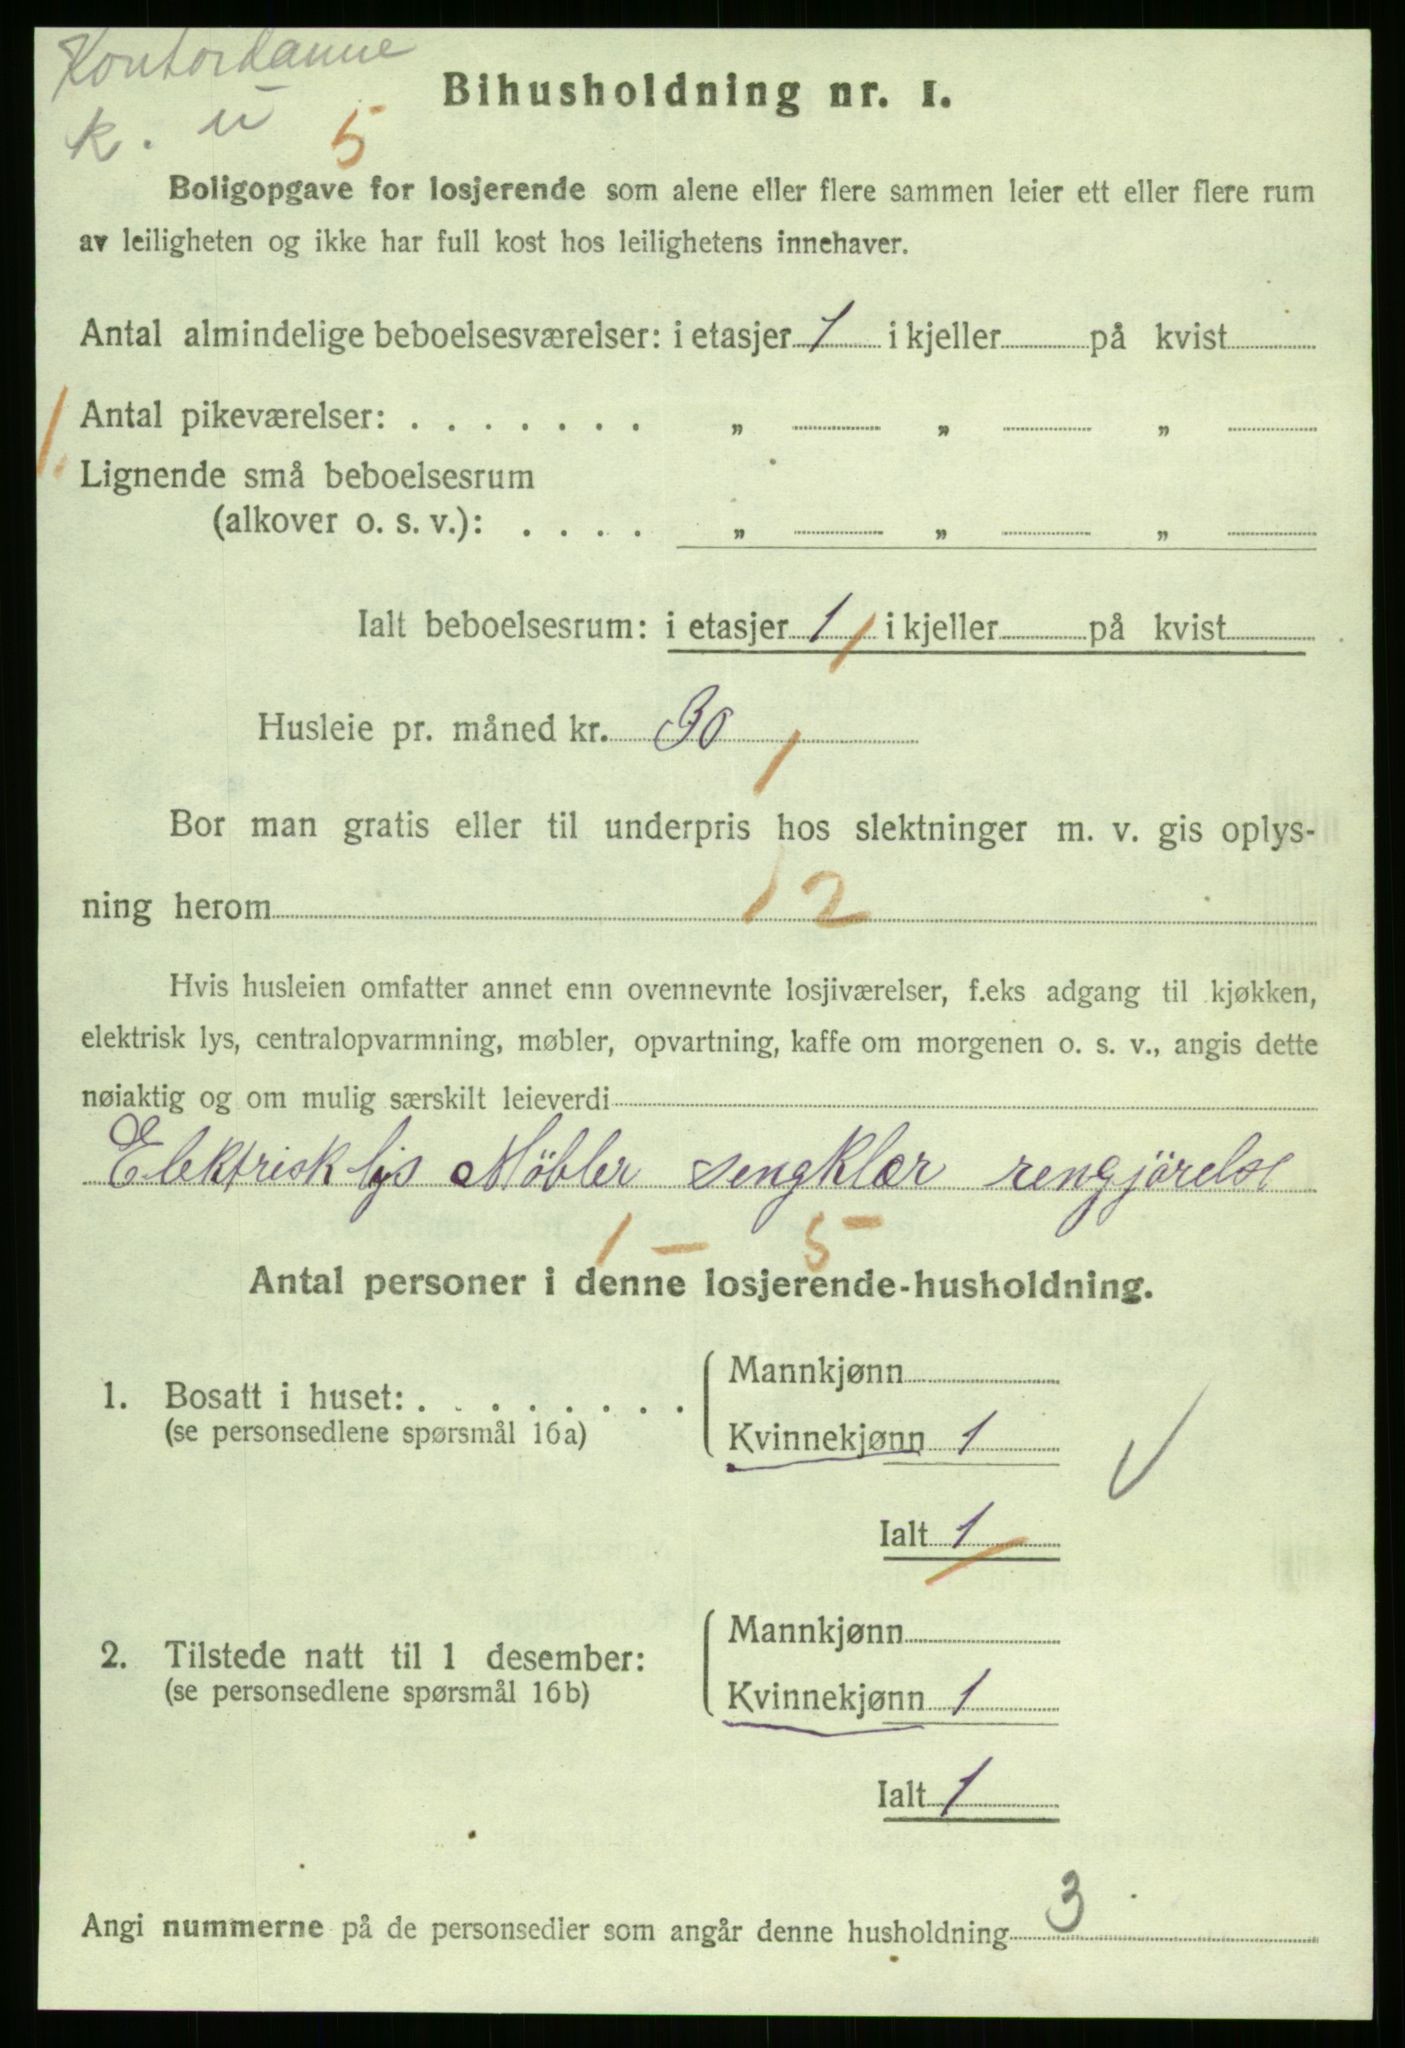 Kontordame
k. u
5
Bihusholdning nr. 1.
Boligopgave for losjerende som alene eller flere sammen leier ett eller flere rum
av leiligheten og ikke har full kost hos leilighetens innehaver.
Antal almindelige beboelsesværelser: i etasjer 1 i kjeller på kvist
1
Antal pikeværelser: . . . . . . . „ „ „
Lignende små beboelsesrum
(alkover o. s. v.): . . . . „ „ „
Ialt beboelsesrum: i etasjer 1 / i kjeller på kvist
Husleie pr. måned kr. 30
1
Bor man gratis eller til underpris hos slektninger m. v. gis oplys-
ning herom 12
Hvis husleien omfatter annet enn ovennevnte losjiværelser, f.eks adgang til kjøkken,
elektrisk lys, centralopvarmning, møbler, opvartning, kaffe om morgenen o. s. v., angis dette
nøiaktig og om mulig særskilt leieverdi
Elektrisk lys Møbler sengklær rengjörelse
1 – 5
Antal personer i denne losjerende-husholdning.
Mannkjønn
1. Bosatt i huset: . . . . . . . .
(se personsedlene spørsmål 16a)
Kvinnekjønn 1
Ialt 1
Mannkjønn
2. Tilstede natt til 1 desember:
(se personsedlene spørsmål 16b)
Kvinnekjønn 1
Ialt 1
Angi nummerne på de personsedler som angår denne husholdning 3